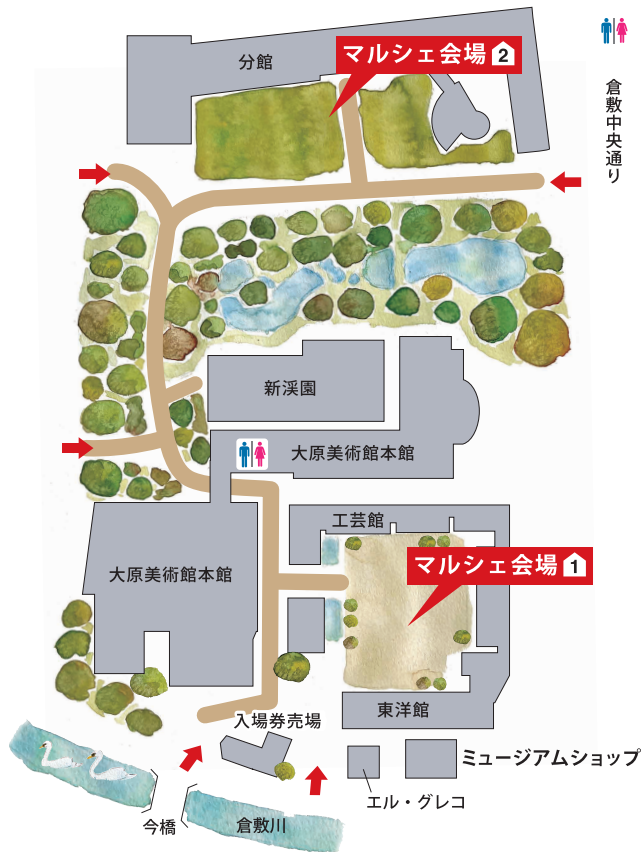 分館
マルシェ会場 2
倉敷中央通り
新渓園
大原美術館本館
工芸館
大原美術館本館
マルシェ会場 1
東洋館
入場券売場
ミュージアムショップ
エル・グレコ
今橋
倉敷川